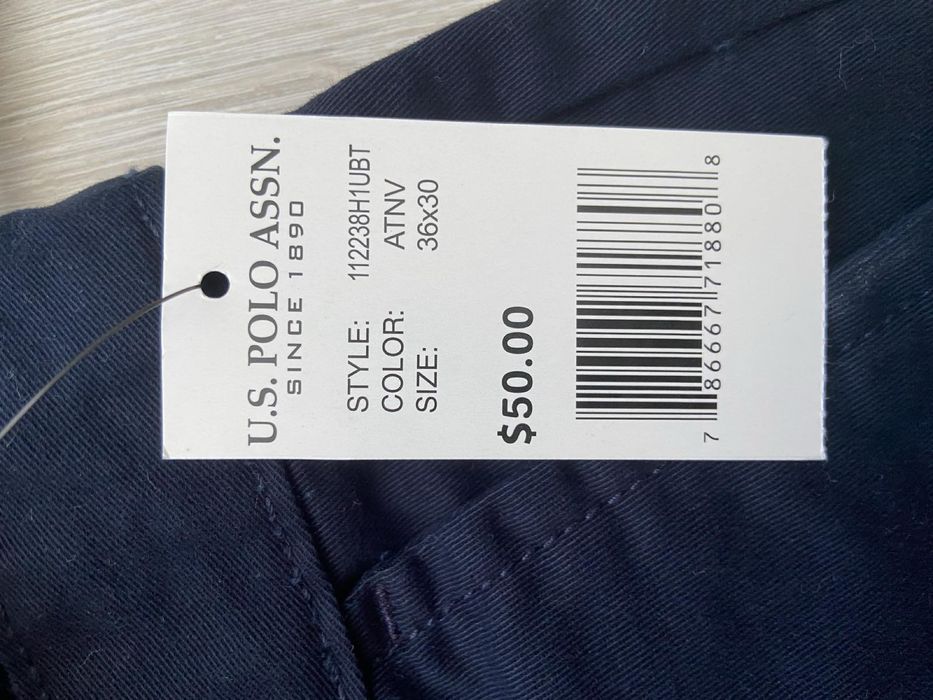 U.S. POLO ASSN.
SINCE 1890
STYLE: 112238H1UBT
COLOR: ATNV
SIZE: 36x30
$50.00
7 86667 71880 8